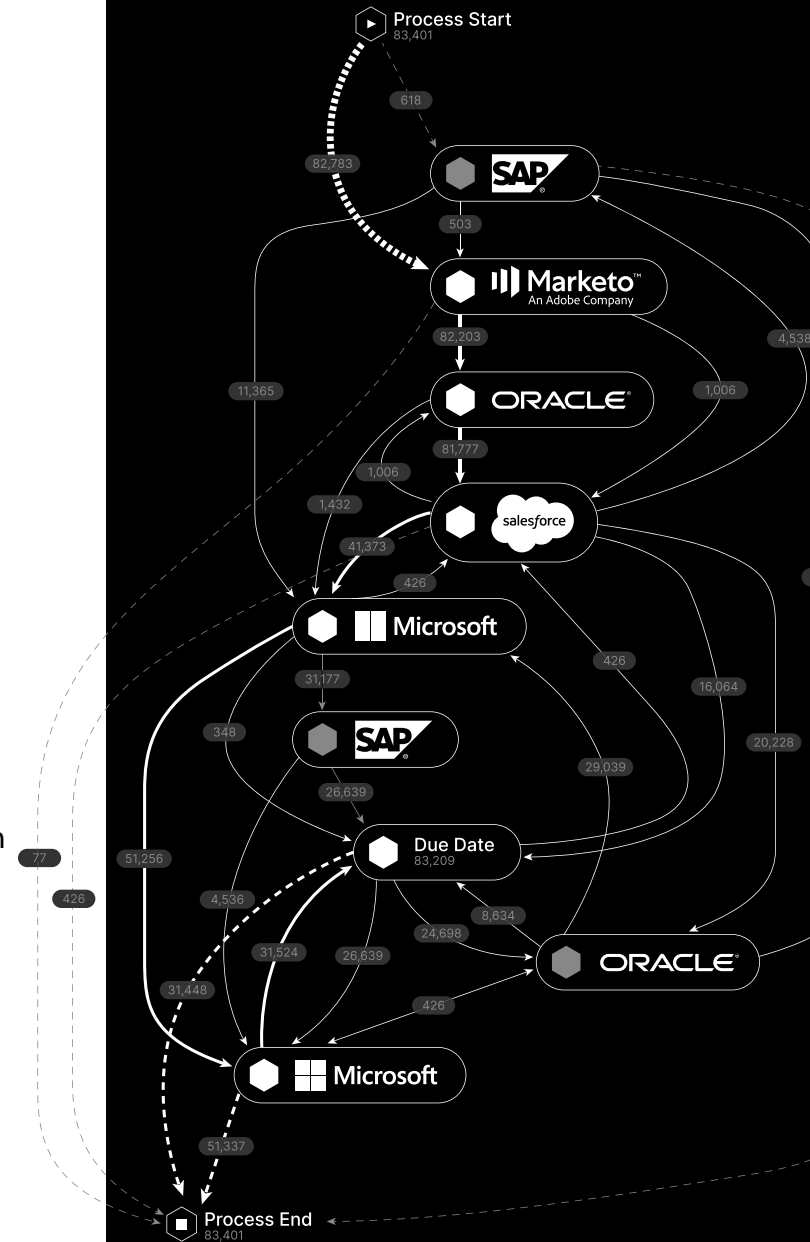 Process Start
83,401
618
82,783
SAP®
503
Marketo™
An Adobe Company
82,203
4,538
11,365
1,006
ORACLE®
81,777
1,006
1,432
salesforce
41,373
426
Microsoft
426
31,177
16,064
348
SAP®
20,228
29,039
26,639
n
Due Date
83,209
77
51,256
426
4,536
8,634
24,698
31,524
26,639
ORACLE®
31,448
426
Microsoft
51,337
Process End
83,401